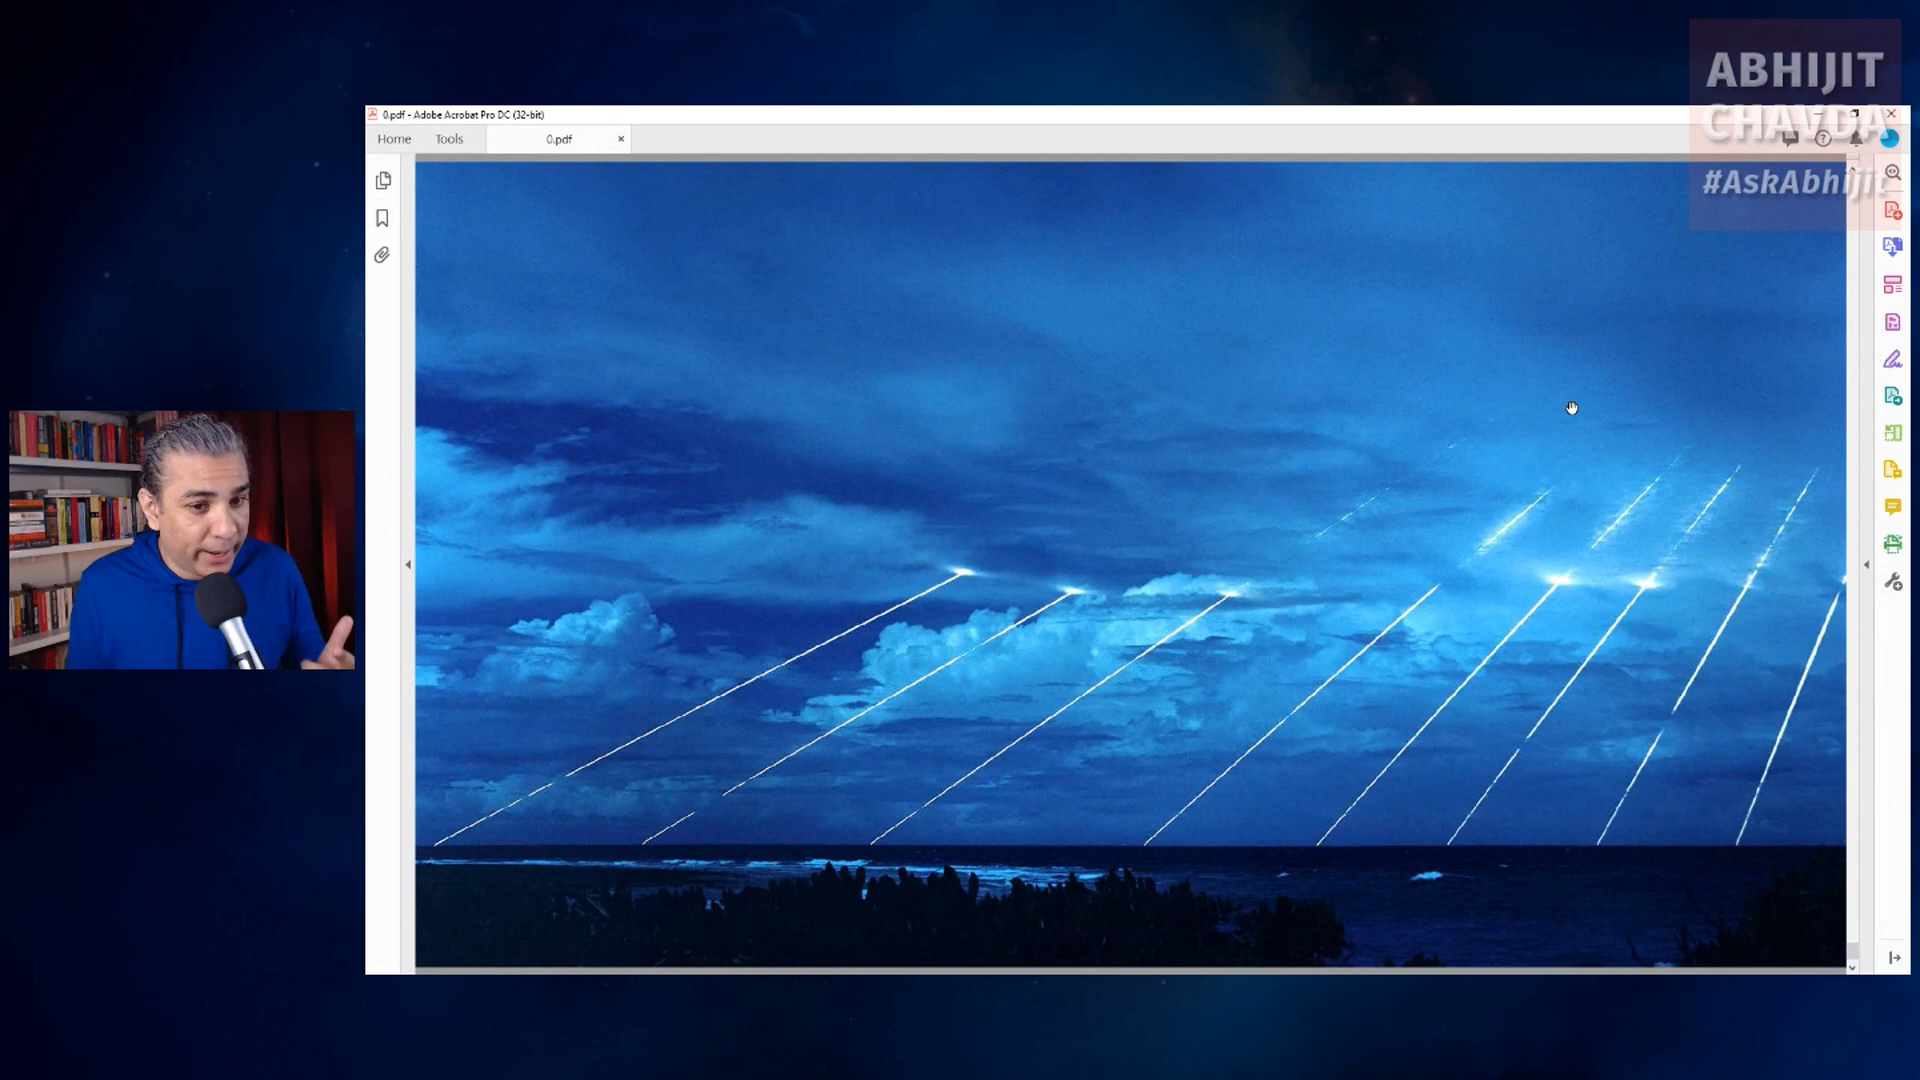 ABHIJIT
CHAVDA
#AskAbhijit
0.pdf - Adobe Acrobat Pro DC (32-bit)
Home Tools 0.pdf